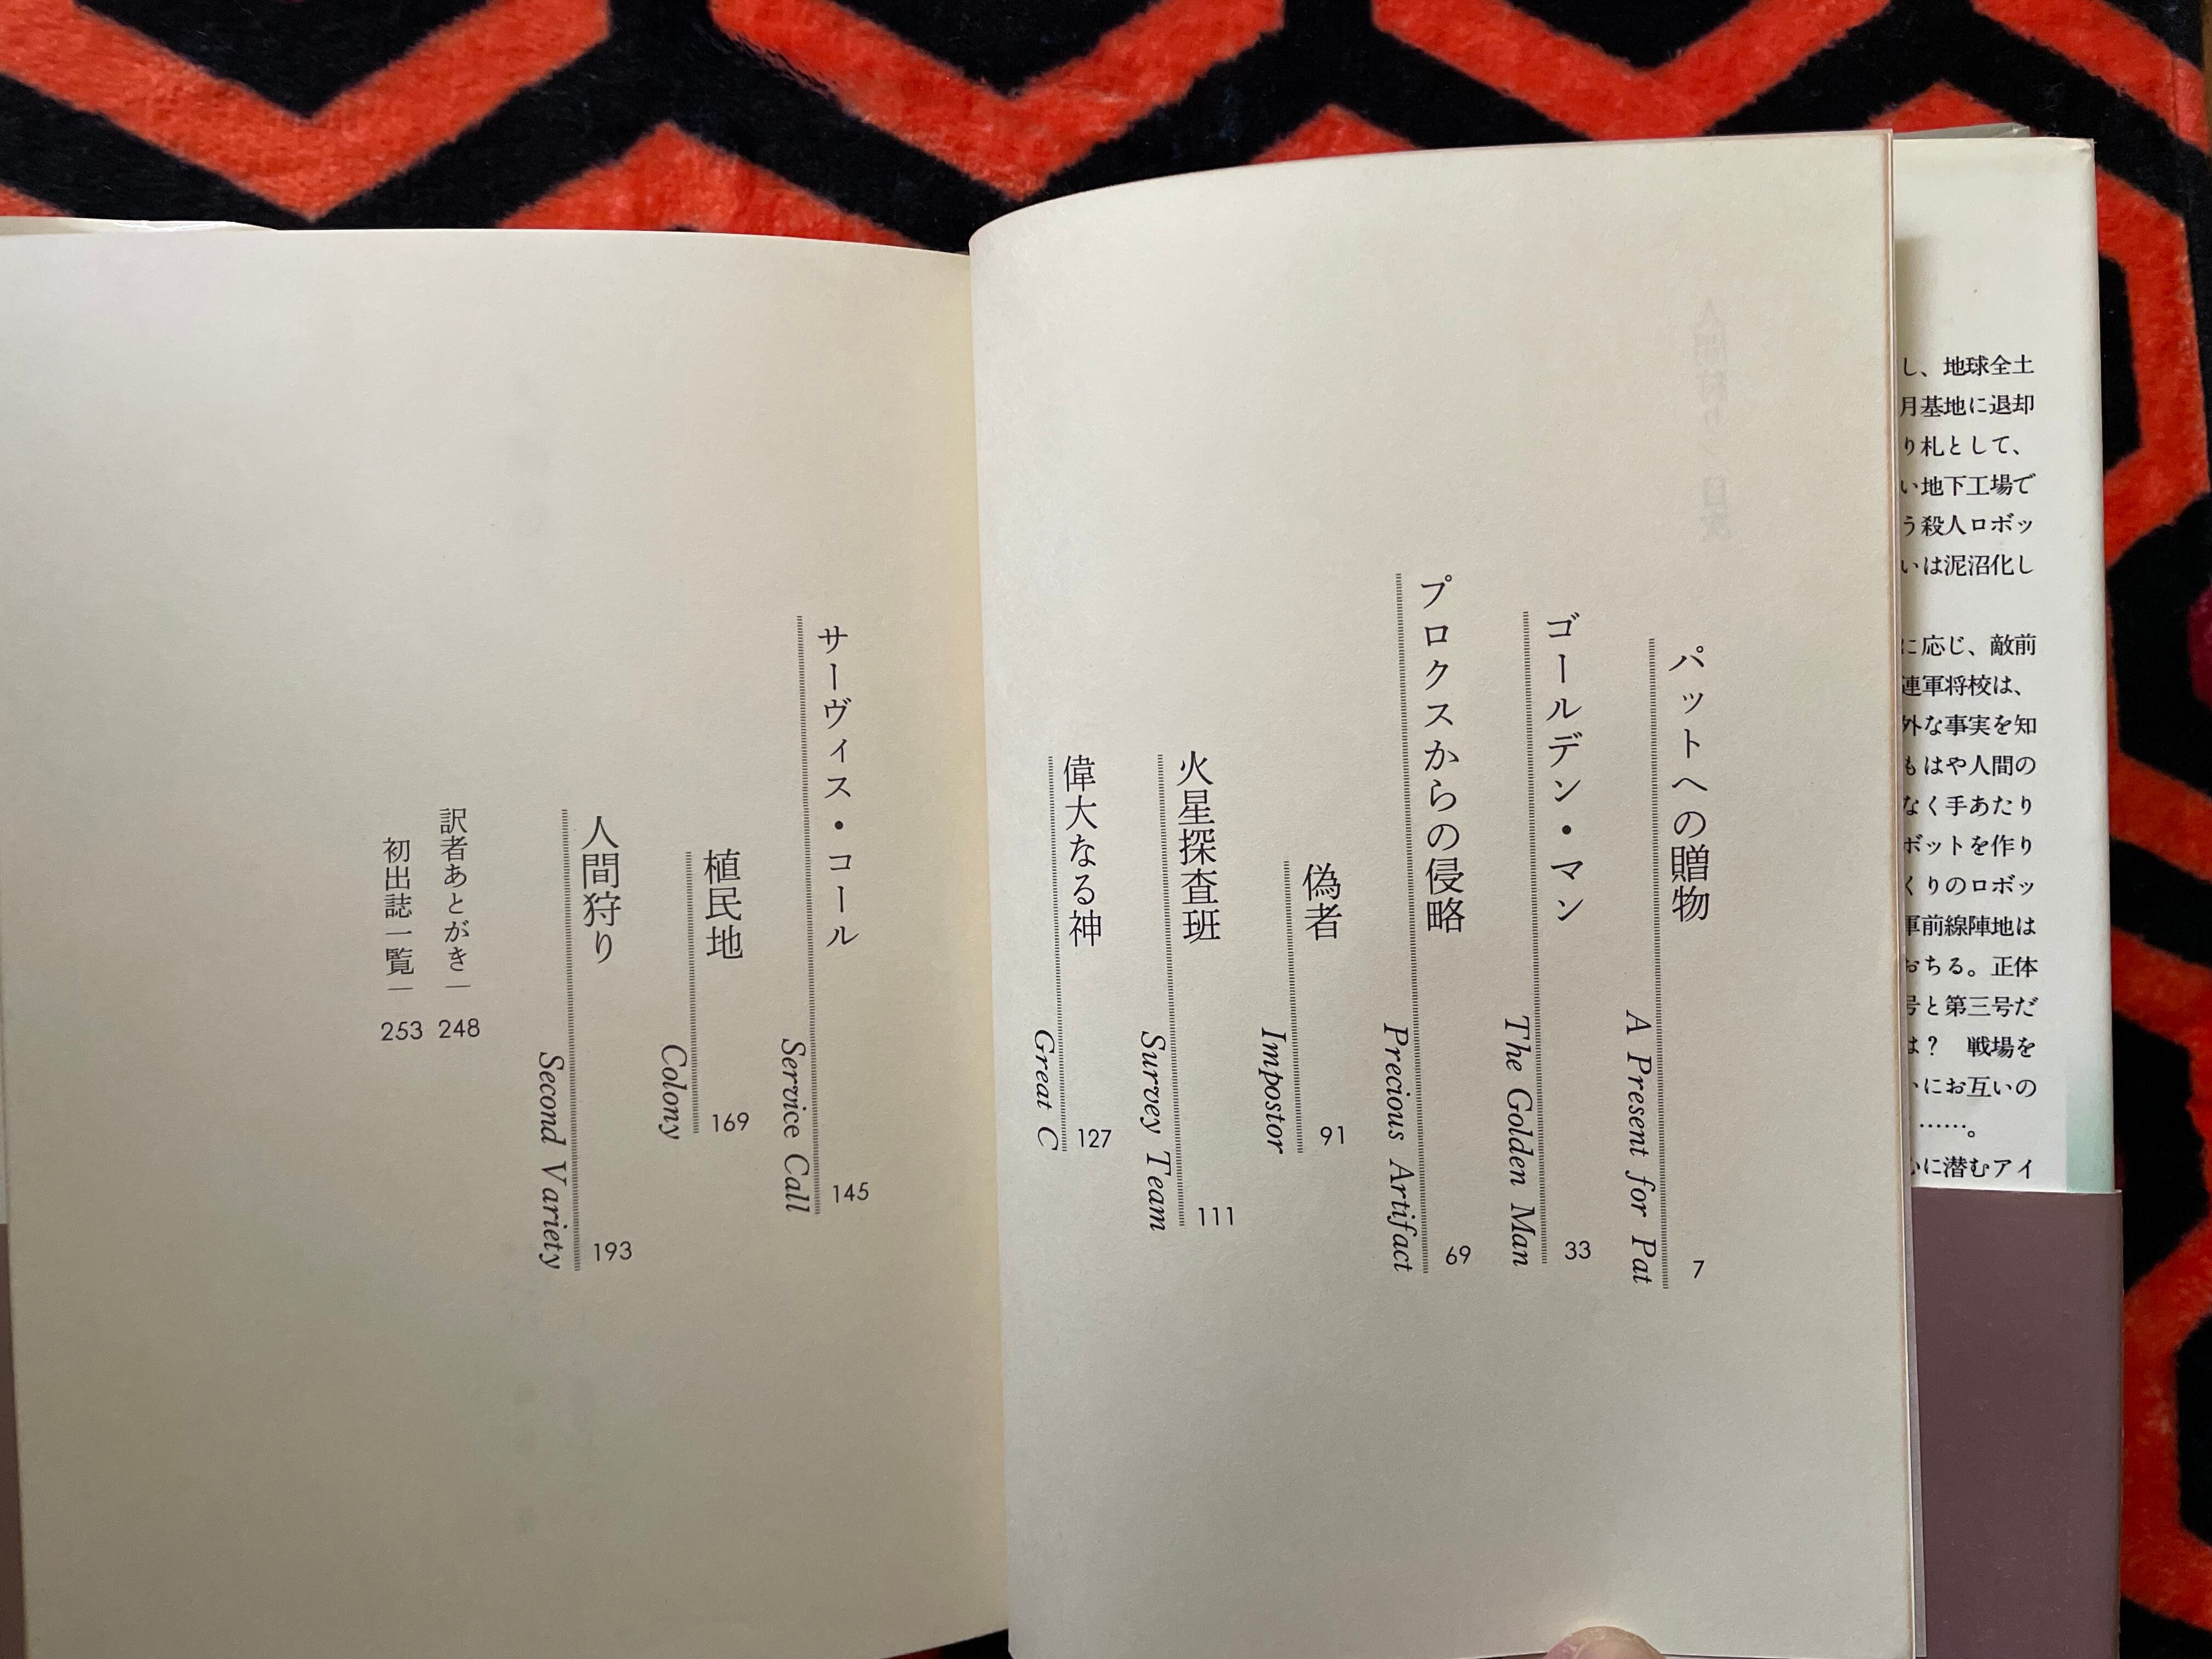 パットへの贈物
A Present for Pat
7
ゴールデン・マン
The Golden Man
33
プロクスからの侵略
Precious Artifact
69
偽者
Impostor
91
火星探査班
Survey Team
111
偉大なる神
Great C
127
サーヴィス・コール
Service Call
145
植民地
Colony
169
人間狩り
Second Variety
193
訳者あとがき
248
初出誌一覧
253
し、地球全土
月基地に退却
り札として、
い地下工場で
う殺人ロボッ
いは泥沼化し
に応じ、敵前
連軍将校は、
外な事実を知
もはや人間の
なく手あたり
ボットを作り
くりのロボッ
軍前線陣地は
おちる。正体
号と第三号だ
は? 戦場を
いにお互いの
……。
心に潜むアイ